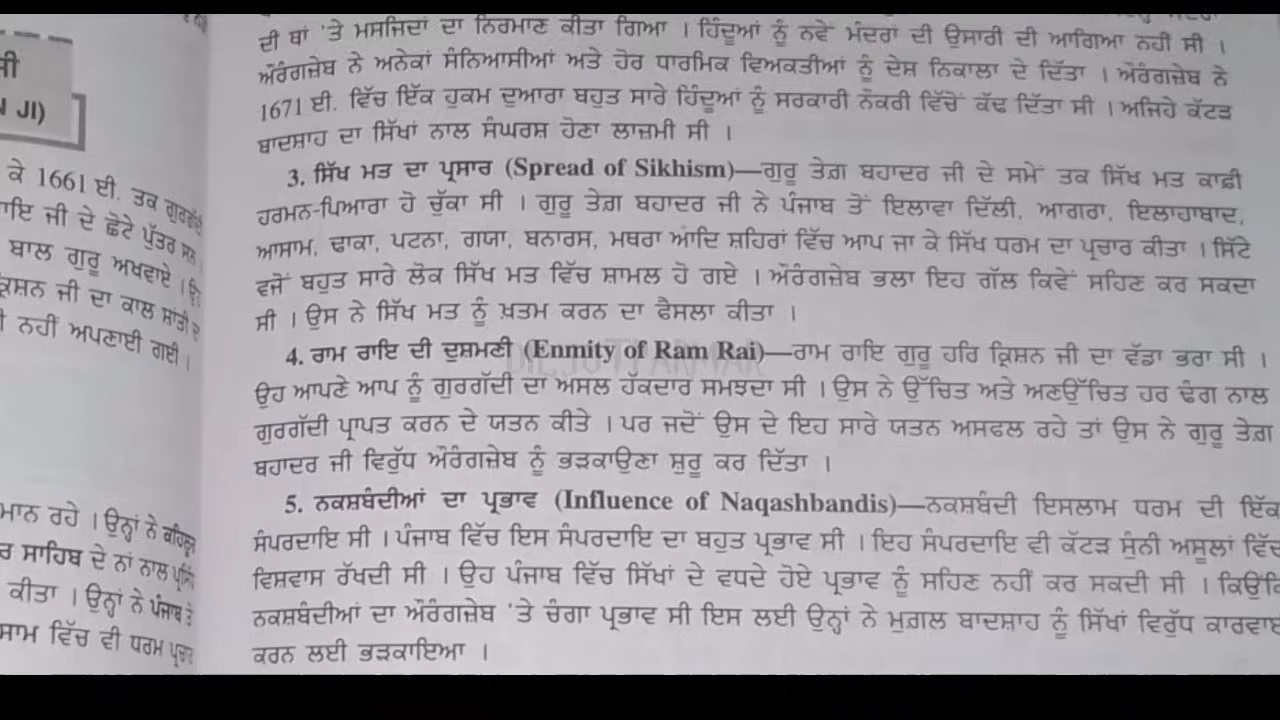 ਜੀ
JI)
ਕੇ 1661 ਈ. ਤਕ ਗੁਰਗੱਦੀ
ਰਾਇ ਜੀ ਦੇ ਛੋਟੇ ਪੁੱਤਰ ਸਨ ।
ਬਾਲ ਗੁਰੂ ਅਖਵਾਏ ।
ਕ੍ਰਿਸ਼ਨ ਜੀ ਦਾ ਕਾਲ ਸ਼ਾਂਤੀ ਦਾ
ਨਹੀਂ ਅਪਣਾਈ ਗਈ ।
ਮਾਨ ਰਹੇ । ਉਨ੍ਹਾਂ ਨੇ
ਸਾਹਿਬ ਦੇ ਨਾਂ ਨਾਲ ਪ੍ਰਸਿੱਧ
ਕੀਤਾ । ਉਨ੍ਹਾਂ ਨੇ ਪੰਜਾਬ ਤੋਂ
ਸਾਮ ਵਿੱਚ ਵੀ ਧਰਮ ਪ੍ਰਚਾਰ
ਦੀ ਥਾਂ 'ਤੇ ਮਸਜਿਦਾਂ ਦਾ ਨਿਰਮਾਣ ਕੀਤਾ ਗਿਆ । ਹਿੰਦੂਆਂ ਨੂੰ ਨਵੇਂ ਮੰਦਰਾਂ ਦੀ ਉਸਾਰੀ ਦੀ ਆਗਿਆ ਨਹੀਂ ਸੀ ।
ਔਰੰਗਜ਼ੇਬ ਨੇ ਅਨੇਕਾਂ ਸੰਨਿਆਸੀਆਂ ਅਤੇ ਹੋਰ ਧਾਰਮਿਕ ਵਿਅਕਤੀਆਂ ਨੂੰ ਦੇਸ਼ ਨਿਕਾਲਾ ਦੇ ਦਿੱਤਾ । ਔਰੰਗਜ਼ੇਬ ਨੇ
1671 ਈ. ਵਿੱਚ ਇੱਕ ਹੁਕਮ ਦੁਆਰਾ ਬਹੁਤ ਸਾਰੇ ਹਿੰਦੂਆਂ ਨੂੰ ਸਰਕਾਰੀ ਨੌਕਰੀ ਵਿੱਚੋਂ ਕੱਢ ਦਿੱਤਾ ਸੀ । ਅਜਿਹੇ ਕੱਟੜ
ਬਾਦਸ਼ਾਹ ਦਾ ਸਿੱਖਾਂ ਨਾਲ ਸੰਘਰਸ਼ ਹੋਣਾ ਲਾਜ਼ਮੀ ਸੀ ।
3. ਸਿੱਖ ਮਤ ਦਾ ਪ੍ਰਸਾਰ (Spread of Sikhism)—ਗੁਰੂ ਤੇਗ਼ ਬਹਾਦਰ ਜੀ ਦੇ ਸਮੇਂ ਤਕ ਸਿੱਖ ਮਤ ਕਾਫ਼ੀ
ਹਰਮਨ-ਪਿਆਰਾ ਹੋ ਚੁੱਕਾ ਸੀ । ਗੁਰੂ ਤੇਗ਼ ਬਹਾਦਰ ਜੀ ਨੇ ਪੰਜਾਬ ਤੋਂ ਇਲਾਵਾ ਦਿੱਲੀ, ਆਗਰਾ, ਇਲਾਹਾਬਾਦ,
ਆਸਾਮ, ਢਾਕਾ, ਪਟਨਾ, ਗਯਾ, ਬਨਾਰਸ, ਮਥਰਾ ਆਦਿ ਸ਼ਹਿਰਾਂ ਵਿੱਚ ਆਪ ਜਾ ਕੇ ਸਿੱਖ ਧਰਮ ਦਾ ਪ੍ਰਚਾਰ ਕੀਤਾ । ਸਿੱਟੇ
ਵਜੋਂ ਬਹੁਤ ਸਾਰੇ ਲੋਕ ਸਿੱਖ ਮਤ ਵਿੱਚ ਸ਼ਾਮਲ ਹੋ ਗਏ । ਔਰੰਗਜ਼ੇਬ ਭਲਾ ਇਹ ਗੱਲ ਕਿਵੇਂ ਸਹਿਣ ਕਰ ਸਕਦਾ
ਸੀ । ਉਸ ਨੇ ਸਿੱਖ ਮਤ ਨੂੰ ਖ਼ਤਮ ਕਰਨ ਦਾ ਫੈਸਲਾ ਕੀਤਾ ।
4. ਰਾਮ ਰਾਇ ਦੀ ਦੁਸ਼ਮਣੀ (Enmity of Ram Rai)—ਰਾਮ ਰਾਇ ਗੁਰੂ ਹਰਿ ਕ੍ਰਿਸ਼ਨ ਜੀ ਦਾ ਵੱਡਾ ਭਰਾ ਸੀ ।
ਉਹ ਆਪਣੇ ਆਪ ਨੂੰ ਗੁਰਗੱਦੀ ਦਾ ਅਸਲ ਹੱਕਦਾਰ ਸਮਝਦਾ ਸੀ । ਉਸ ਨੇ ਉੱਚਿਤ ਅਤੇ ਅਣਉੱਚਿਤ ਹਰ ਢੰਗ ਨਾਲ
ਗੁਰਗੱਦੀ ਪ੍ਰਾਪਤ ਕਰਨ ਦੇ ਯਤਨ ਕੀਤੇ । ਪਰ ਜਦੋਂ ਉਸ ਦੇ ਇਹ ਸਾਰੇ ਯਤਨ ਅਸਫਲ ਰਹੇ ਤਾਂ ਉਸ ਨੇ ਗੁਰੂ ਤੇਗ਼
ਬਹਾਦਰ ਜੀ ਵਿਰੁੱਧ ਔਰੰਗਜ਼ੇਬ ਨੂੰ ਭੜਕਾਉਣਾ ਸ਼ੁਰੂ ਕਰ ਦਿੱਤਾ ।
5. ਨਕਸ਼ਬੰਦੀਆਂ ਦਾ ਪ੍ਰਭਾਵ (Influence of Naqashbandis)—ਨਕਸ਼ਬੰਦੀ ਇਸਲਾਮ ਧਰਮ ਦੀ ਇੱਕ
ਸੰਪਰਦਾਇ ਸੀ । ਪੰਜਾਬ ਵਿੱਚ ਇਸ ਸੰਪਰਦਾਇ ਦਾ ਬਹੁਤ ਪ੍ਰਭਾਵ ਸੀ । ਇਹ ਸੰਪਰਦਾਇ ਵੀ ਕੱਟੜ ਸੁੰਨੀ ਅਸੂਲਾਂ ਵਿੱਚ
ਵਿਸ਼ਵਾਸ ਰੱਖਦੀ ਸੀ । ਉਹ ਪੰਜਾਬ ਵਿੱਚ ਸਿੱਖਾਂ ਦੇ ਵਧਦੇ ਹੋਏ ਪ੍ਰਭਾਵ ਨੂੰ ਸਹਿਣ ਨਹੀਂ ਕਰ ਸਕਦੀ ਸੀ । ਕਿਉਂਕਿ
ਨਕਸ਼ਬੰਦੀਆਂ ਦਾ ਔਰੰਗਜ਼ੇਬ 'ਤੇ ਚੰਗਾ ਪ੍ਰਭਾਵ ਸੀ ਇਸ ਲਈ ਉਨ੍ਹਾਂ ਨੇ ਮੁਗ਼ਲ ਬਾਦਸ਼ਾਹ ਨੂੰ ਸਿੱਖਾਂ ਵਿਰੁੱਧ ਕਾਰਵਾਈ
ਕਰਨ ਲਈ ਭੜਕਾਇਆ ।